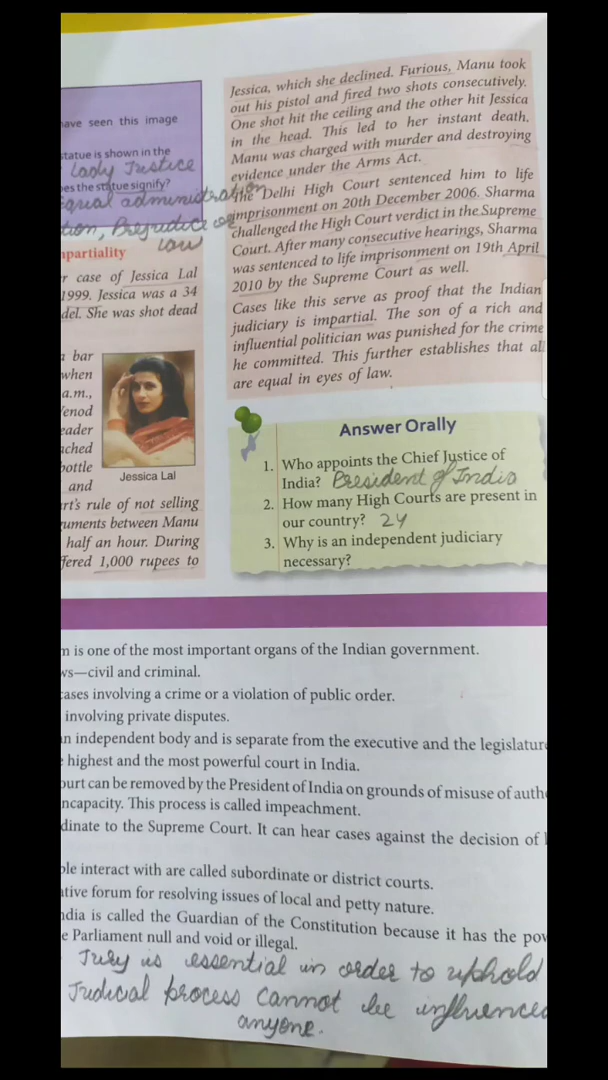 have seen this image
statue is shown in the
Lady Justice
es the statue signify?
Equal administration
tion, Prejudice or
law
mpartiality
r case of Jessica Lal
1999. Jessica was a 34
del. She was shot dead
a bar
when
a.m.,
Venod
eader
ached
bottle
and
Jessica Lal
urt's rule of not selling
uments between Manu
half an hour. During
ffered 1,000 rupees to
Jessica, which she declined. Furious, Manu took
out his pistol and fired two shots consecutively.
One shot hit the ceiling and the other hit Jessica
in the head. This led to her instant death.
Manu was charged with murder and destroying
evidence under the Arms Act.
The Delhi High Court sentenced him to life
imprisonment on 20th December 2006. Sharma
challenged the High Court verdict in the Supreme
Court. After many consecutive hearings, Sharma
was sentenced to life imprisonment on 19th April
2010 by the Supreme Court as well.
Cases like this serve as proof that the Indian
judiciary is impartial. The son of a rich and
influential politician was punished for the crime
he committed. This further establishes that all
are equal in eyes of law.
Answer Orally
1. Who appoints the Chief Justice of
India? President of India
2. How many High Courts are present in
our country? 24
3. Why is an independent judiciary
necessary?
m is one of the most important organs of the Indian government.
ws—civil and criminal.
cases involving a crime or a violation of public order.
involving private disputes.
an independent body and is separate from the executive and the legislature
e highest and the most powerful court in India.
ourt can be removed by the President of India on grounds of misuse of autho
ncapacity. This process is called impeachment.
dinate to the Supreme Court. It can hear cases against the decision of l
ple interact with are called subordinate or district courts.
ative forum for resolving issues of local and petty nature.
ndia is called the Guardian of the Constitution because it has the pow
e Parliament null and void or illegal.
Jury is essential in order to uphold
Judicial process cannot be influenced
anyone.